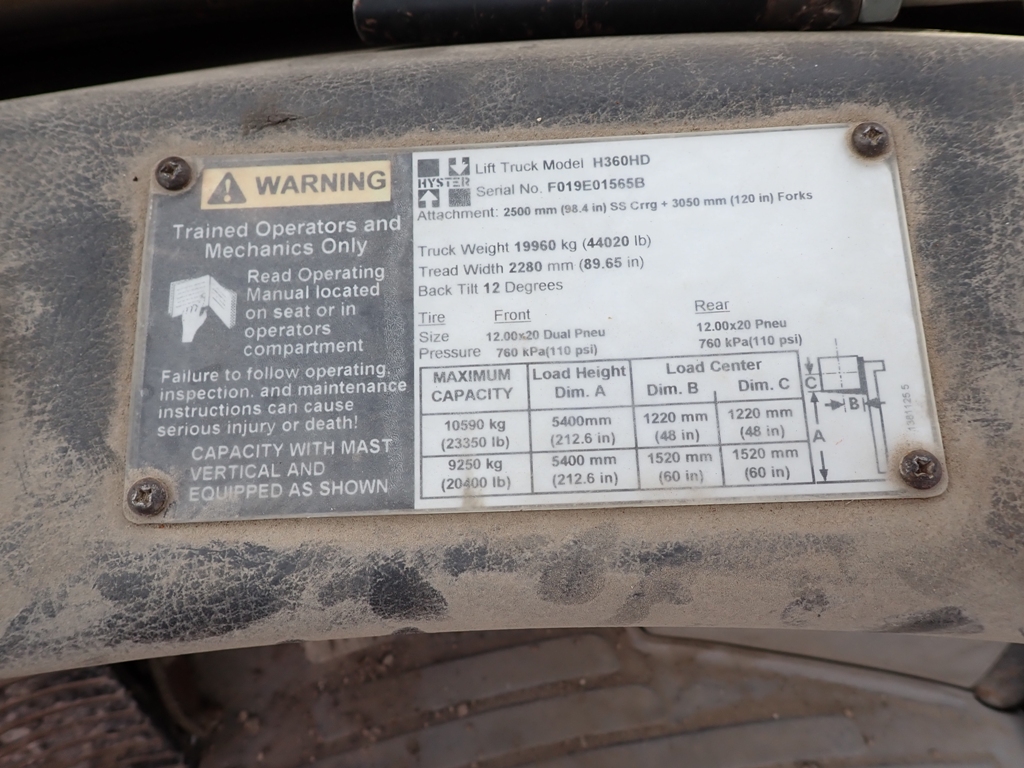 WARNING
Trained Operators and
Mechanics Only
Read Operating
Manual located
on seat or in
operators
compartment
Failure to follow operating,
inspection, and maintenance
instructions can cause
serious injury or death!
CAPACITY WITH MAST
VERTICAL AND
EQUIPPED AS SHOWN
HYSTER
Lift Truck Model H360HD
Serial No. F019E01565B
Attachment: 2500 mm (98.4 in) SS Crrg + 3050 mm (120 in) Forks
Truck Weight 19960 kg (44020 lb)
Tread Width 2280 mm (89.65 in)
Back Tilt 12 Degrees
Tire Front Rear
Size 12.00x20 Dual Pneu 12.00x20 Pneu
Pressure 760 kPa(110 psi) 760 kPa(110 psi)
MAXIMUM CAPACITY Load Height Dim. A Load Center Dim. B Dim. C
10590 kg 5400mm 1220 mm 1220 mm
(23350 lb) (212.6 in) (48 in) (48 in)
9250 kg 5400 mm 1520 mm 1520 mm
(20400 lb) (212.6 in) (60 in) (60 in)
C
B
A